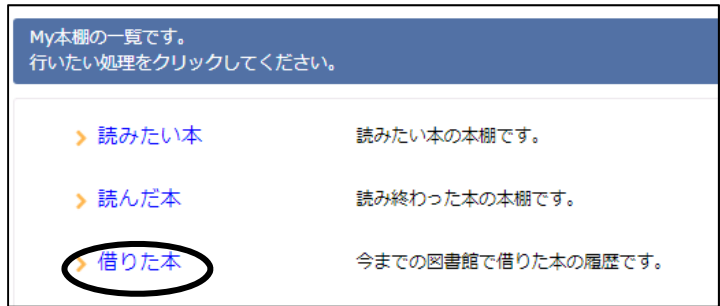 My本棚の一覧です。
行いたい処理をクリックしてください。
読みたい本 読みたい本の本棚です。
読んだ本 読み終わった本の本棚です。
借りた本 今までの図書館で借りた本の履歴です。